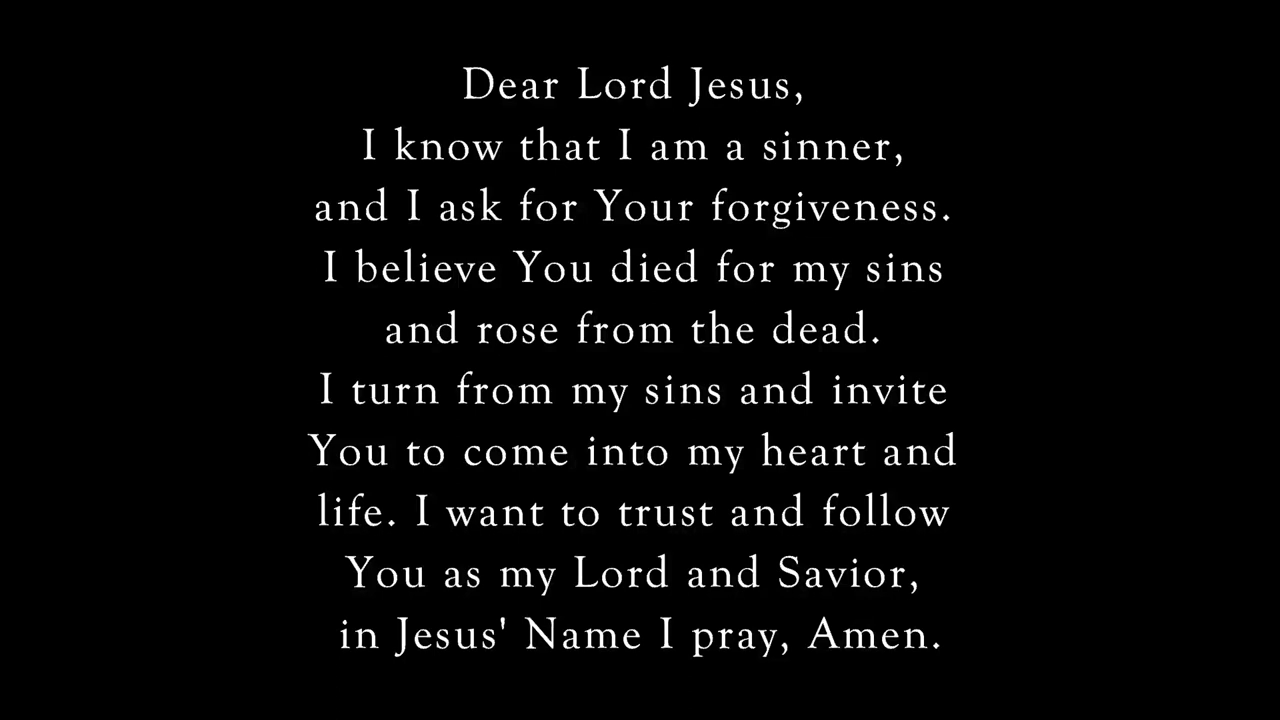 Dear Lord Jesus,
I know that I am a sinner,
and I ask for Your forgiveness.
I believe You died for my sins
and rose from the dead.
I turn from my sins and invite
You to come into my heart and
life. I want to trust and follow
You as my Lord and Savior,
in Jesus' Name I pray, Amen.